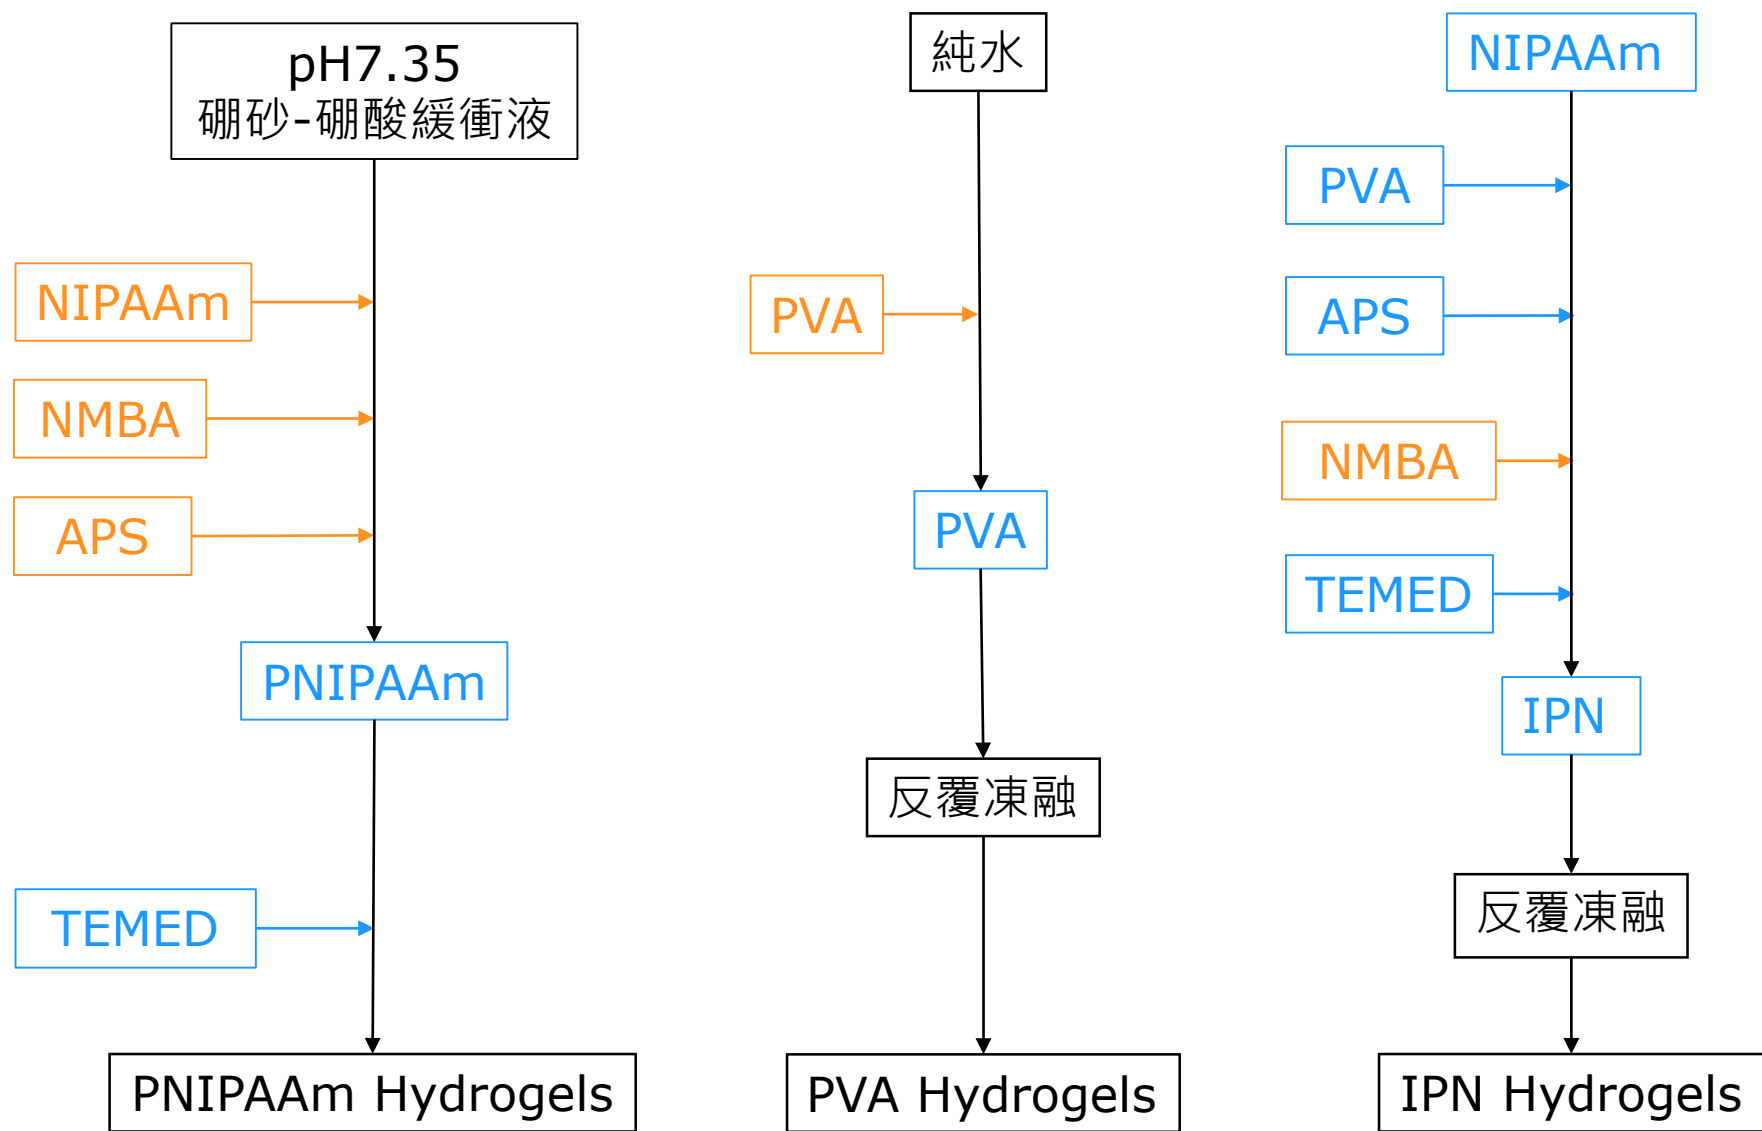 pH7.35
硼砂-硼酸緩衝液
NIPAAm
NMBA
APS
PNIPAAm
TEMED
PNIPAAm Hydrogels
純水
PVA
PVA
反覆凍融
PVA Hydrogels
NIPAAm
PVA
APS
NMBA
TEMED
IPN
反覆凍融
IPN Hydrogels